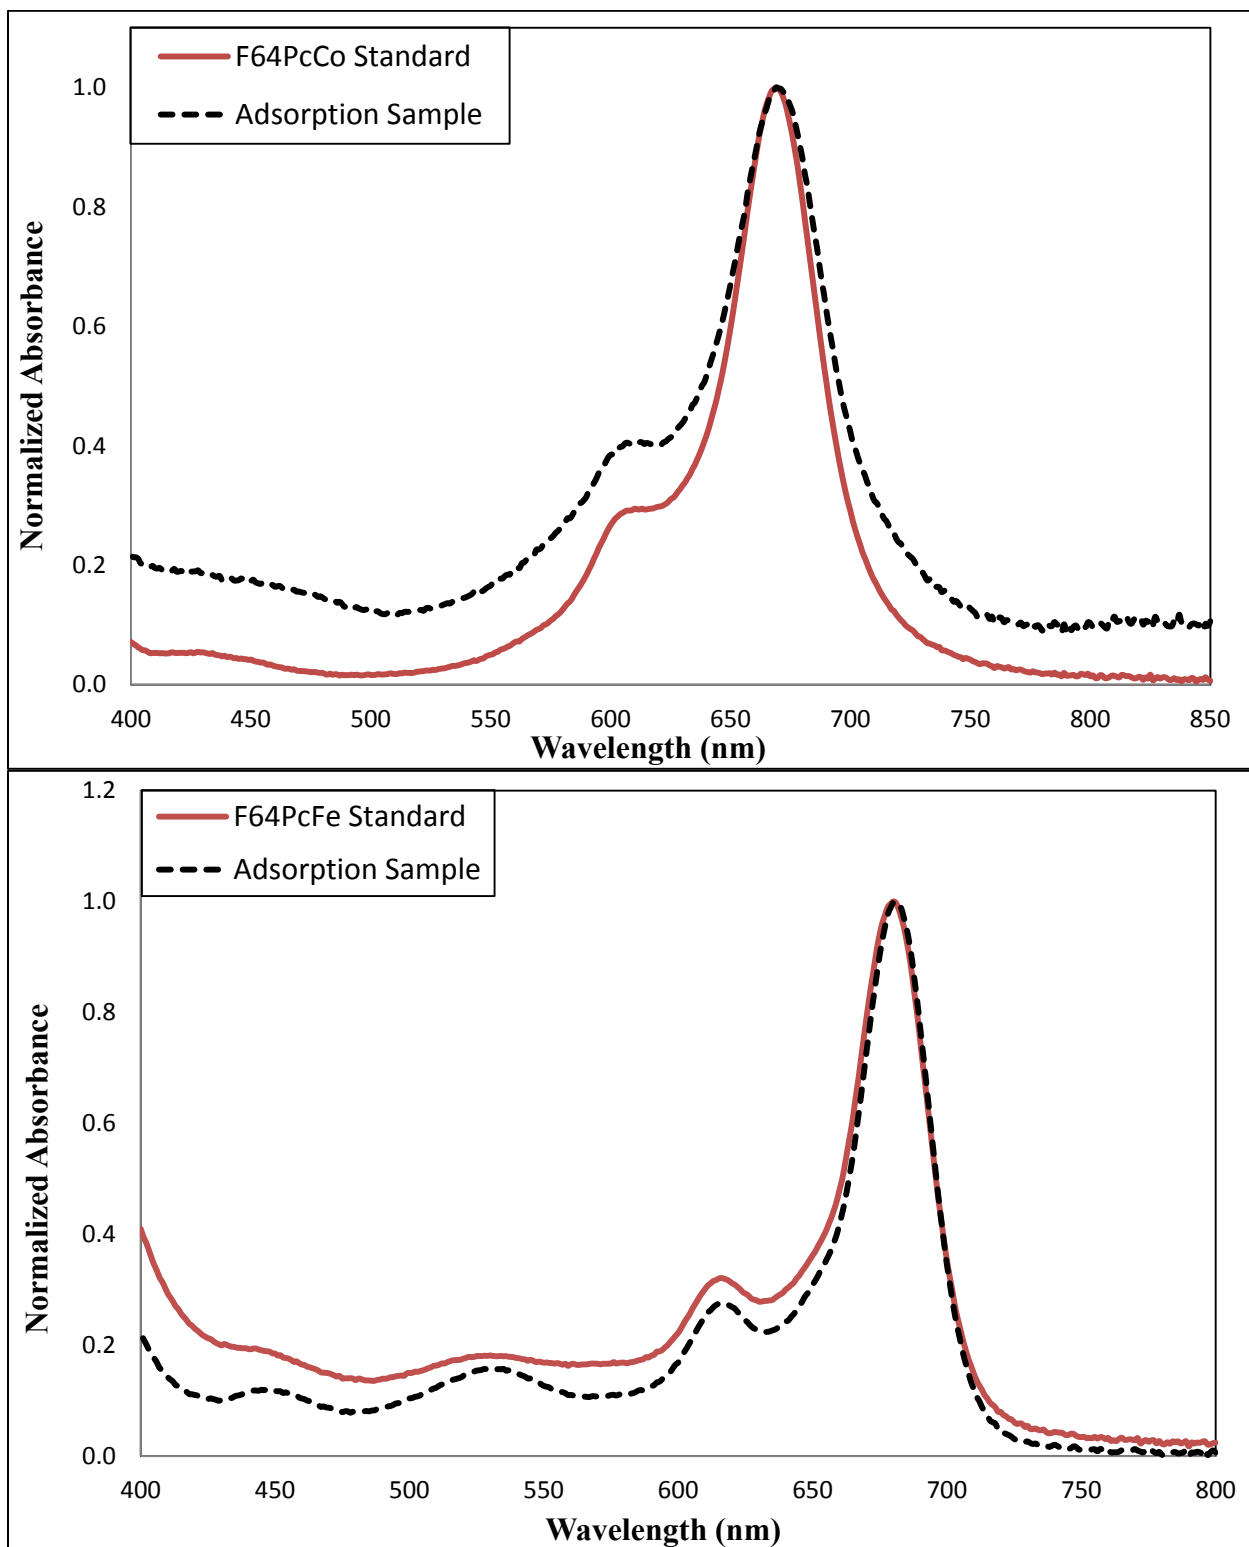 F64PcCo Standard
Adsorption Sample
Normalized Absorbance
1.0
0.8
0.6
0.4
0.2
0.0
400 450 500 550 600 650 700 750 800 850
Wavelength (nm)
1.2
F64PcFe Standard
Adsorption Sample
Normalized Absorbance
1.0
0.8
0.6
0.4
0.2
0.0
400 450 500 550 600 650 700 750 800
Wavelength (nm)